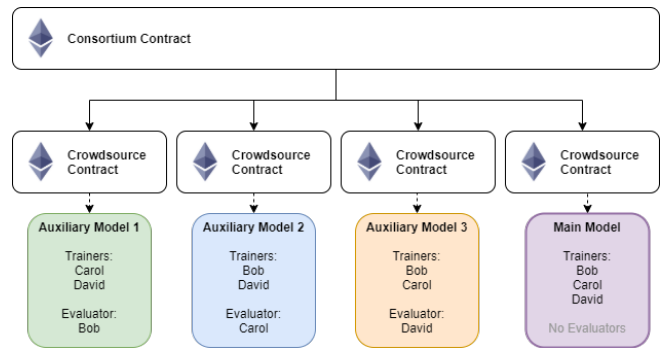 Consortium Contract
Crowdsource
Contract
Crowdsource
Contract
Crowdsource
Contract
Crowdsource
Contract
Auxiliary Model 1
Trainers:
Carol
David
Evaluator:
Bob
Auxiliary Model 2
Trainers:
Bob
David
Evaluator:
Carol
Auxiliary Model 3
Trainers:
Bob
Carol
Evaluator:
David
Main Model
Trainers:
Bob
Carol
David
No Evaluators